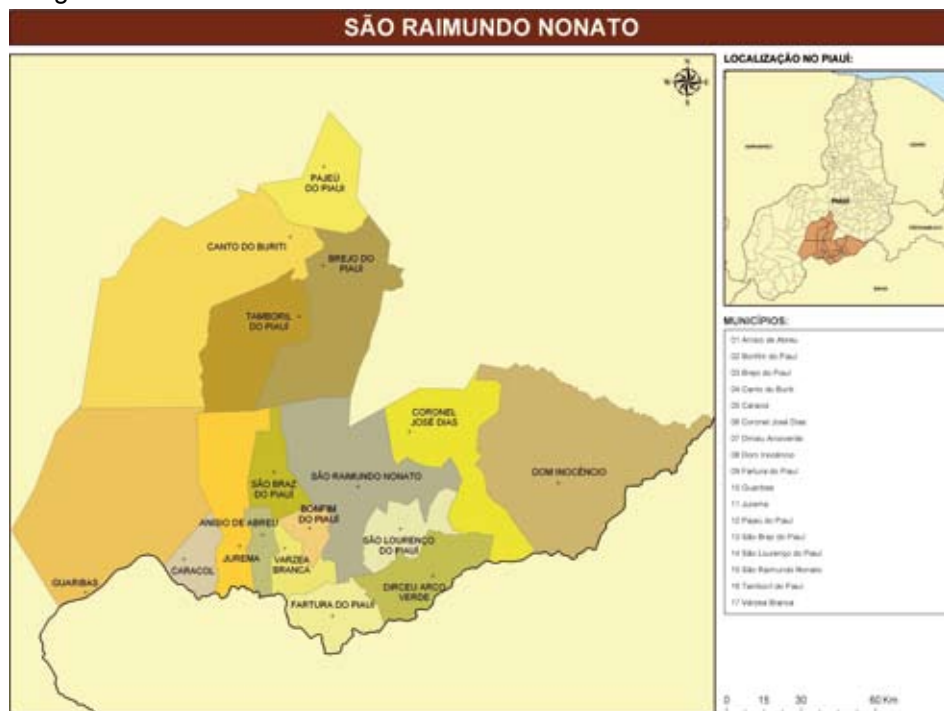 SÃO RAIMUNDO NONATO
LOCALIZAÇÃO NO PIAUÍ:
PIAUÍ
BAHIA
PAJEÚ
DO PIAUI
CANTO DO BURITI
BREJO DO
PIAUÍ
TAMBORIL
DO PIAUÍ
CORONEL
JOSÉ DIAS
DOM INOCÊNCIO
SÃO RAIMUNDO NONATO
SÃO BRAZ
DO PIAUÍ
BONFIM
DO PIAUÍ
ANISIO DE ABREU
SÃO LOURENÇO
DO PIAUÍ
CARACOL
JUREMA
VARZEA
BRANCA
DIRCEU ARCO
VERDE
GUARIBAS
FARTURA DO PIAUÍ
MUNICÍPIOS:
01 Anisio de Abreu
02 Bonfim do Piauí
03 Brejo do Piauí
04 Canto do Buriti
05 Caracol
06 Coronel José Dias
07 Dirceu Arcoverde
08 Dom Inocêncio
09 Fartura do Piauí
10 Guaribas
11 Jurema
12 Pajeu do Piauí
13 São Braz do Piauí
14 São Lourenço do Piauí
15 São Raimundo Nonato
16 Tamboril do Piauí
17 Várzea Branca
0 15 30 60 Km